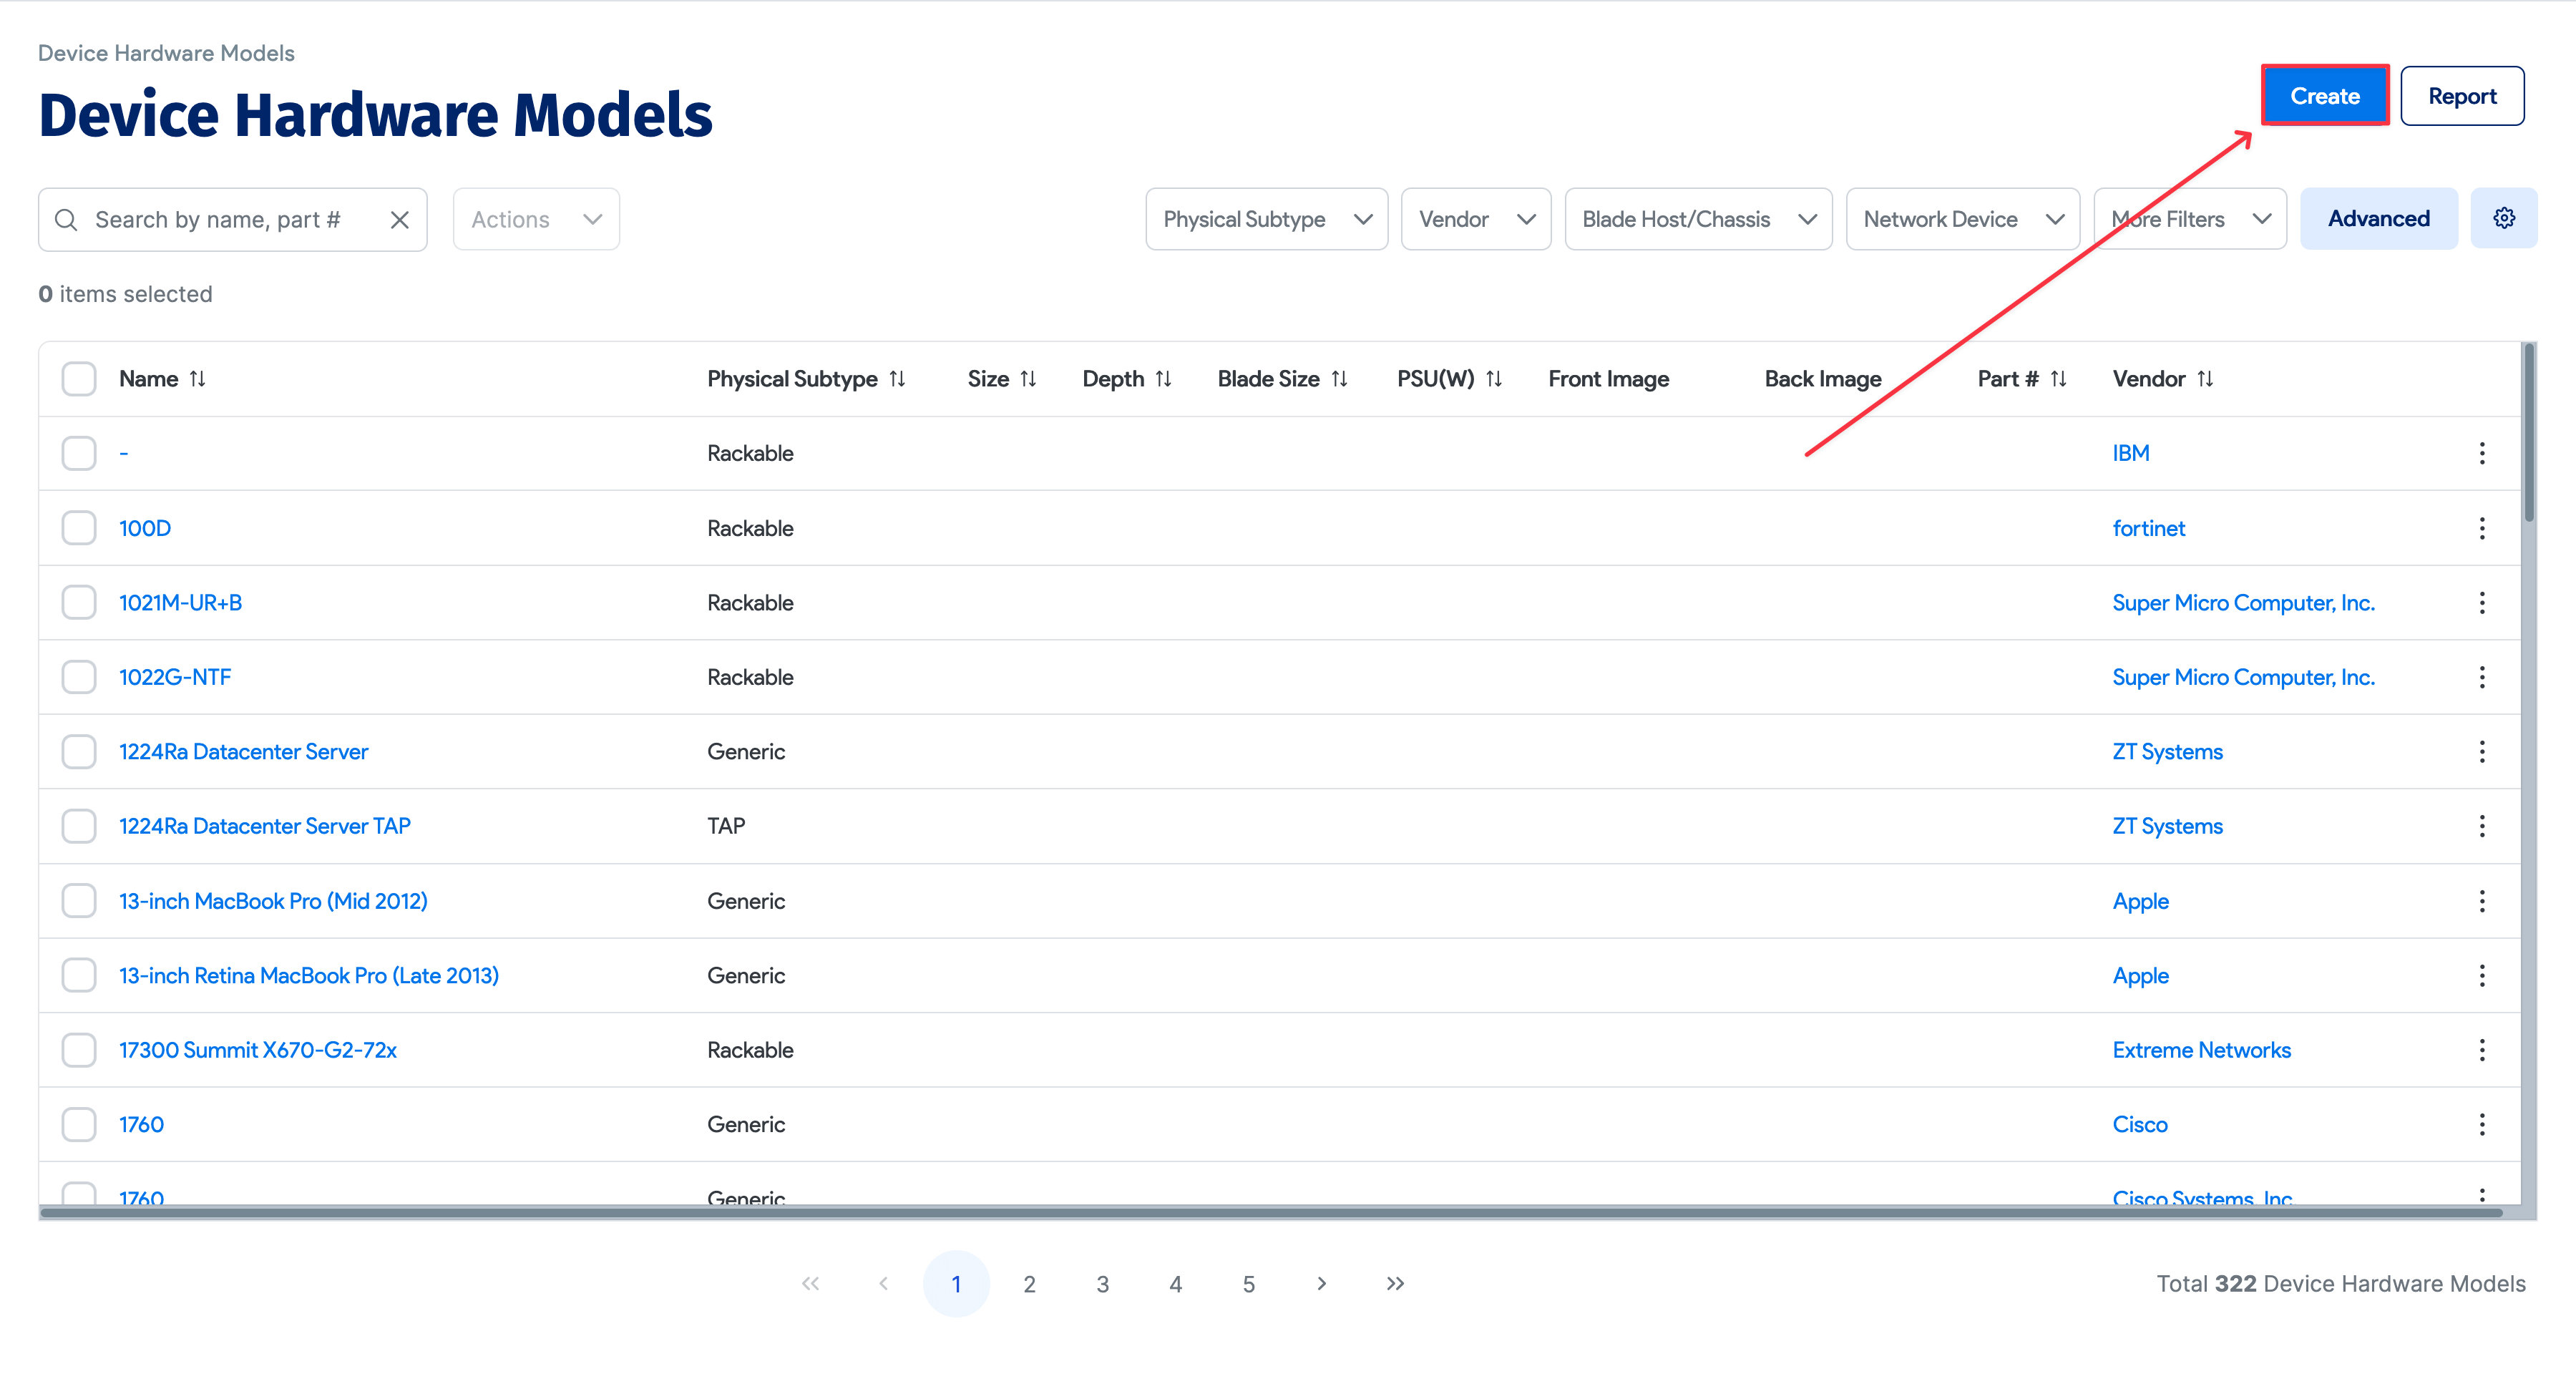 Device Hardware Models
Device Hardware Models
Create
Report
Search by name, part #
Actions
Physical Subtype
Vendor
Blade Host/Chassis
Network Device
More Filters
Advanced
0 items selected
Name Physical Subtype Size Depth Blade Size PSU(W) Front Image Back Image Part # Vendor
- Rackable IBM
100D Rackable fortinet
1021M-UR+B Rackable Super Micro Computer, Inc.
1022G-NTF Rackable Super Micro Computer, Inc.
1224Ra Datacenter Server Generic ZT Systems
1224Ra Datacenter Server TAP TAP ZT Systems
13-inch MacBook Pro (Mid 2012) Generic Apple
13-inch Retina MacBook Pro (Late 2013) Generic Apple
17300 Summit X670-G2-72x Rackable Extreme Networks
1760 Generic Cisco
1760 Generic Cisco Systems, Inc.
« ‹ 1 2 3 4 5 › »
Total 322 Device Hardware Models